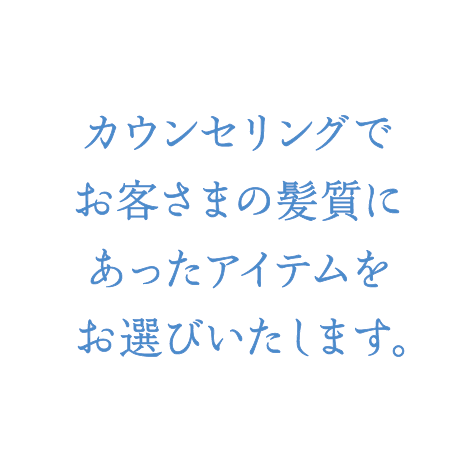 カウンセリングで
お客さまの髪質に
あったアイテムを
お選びいたします。